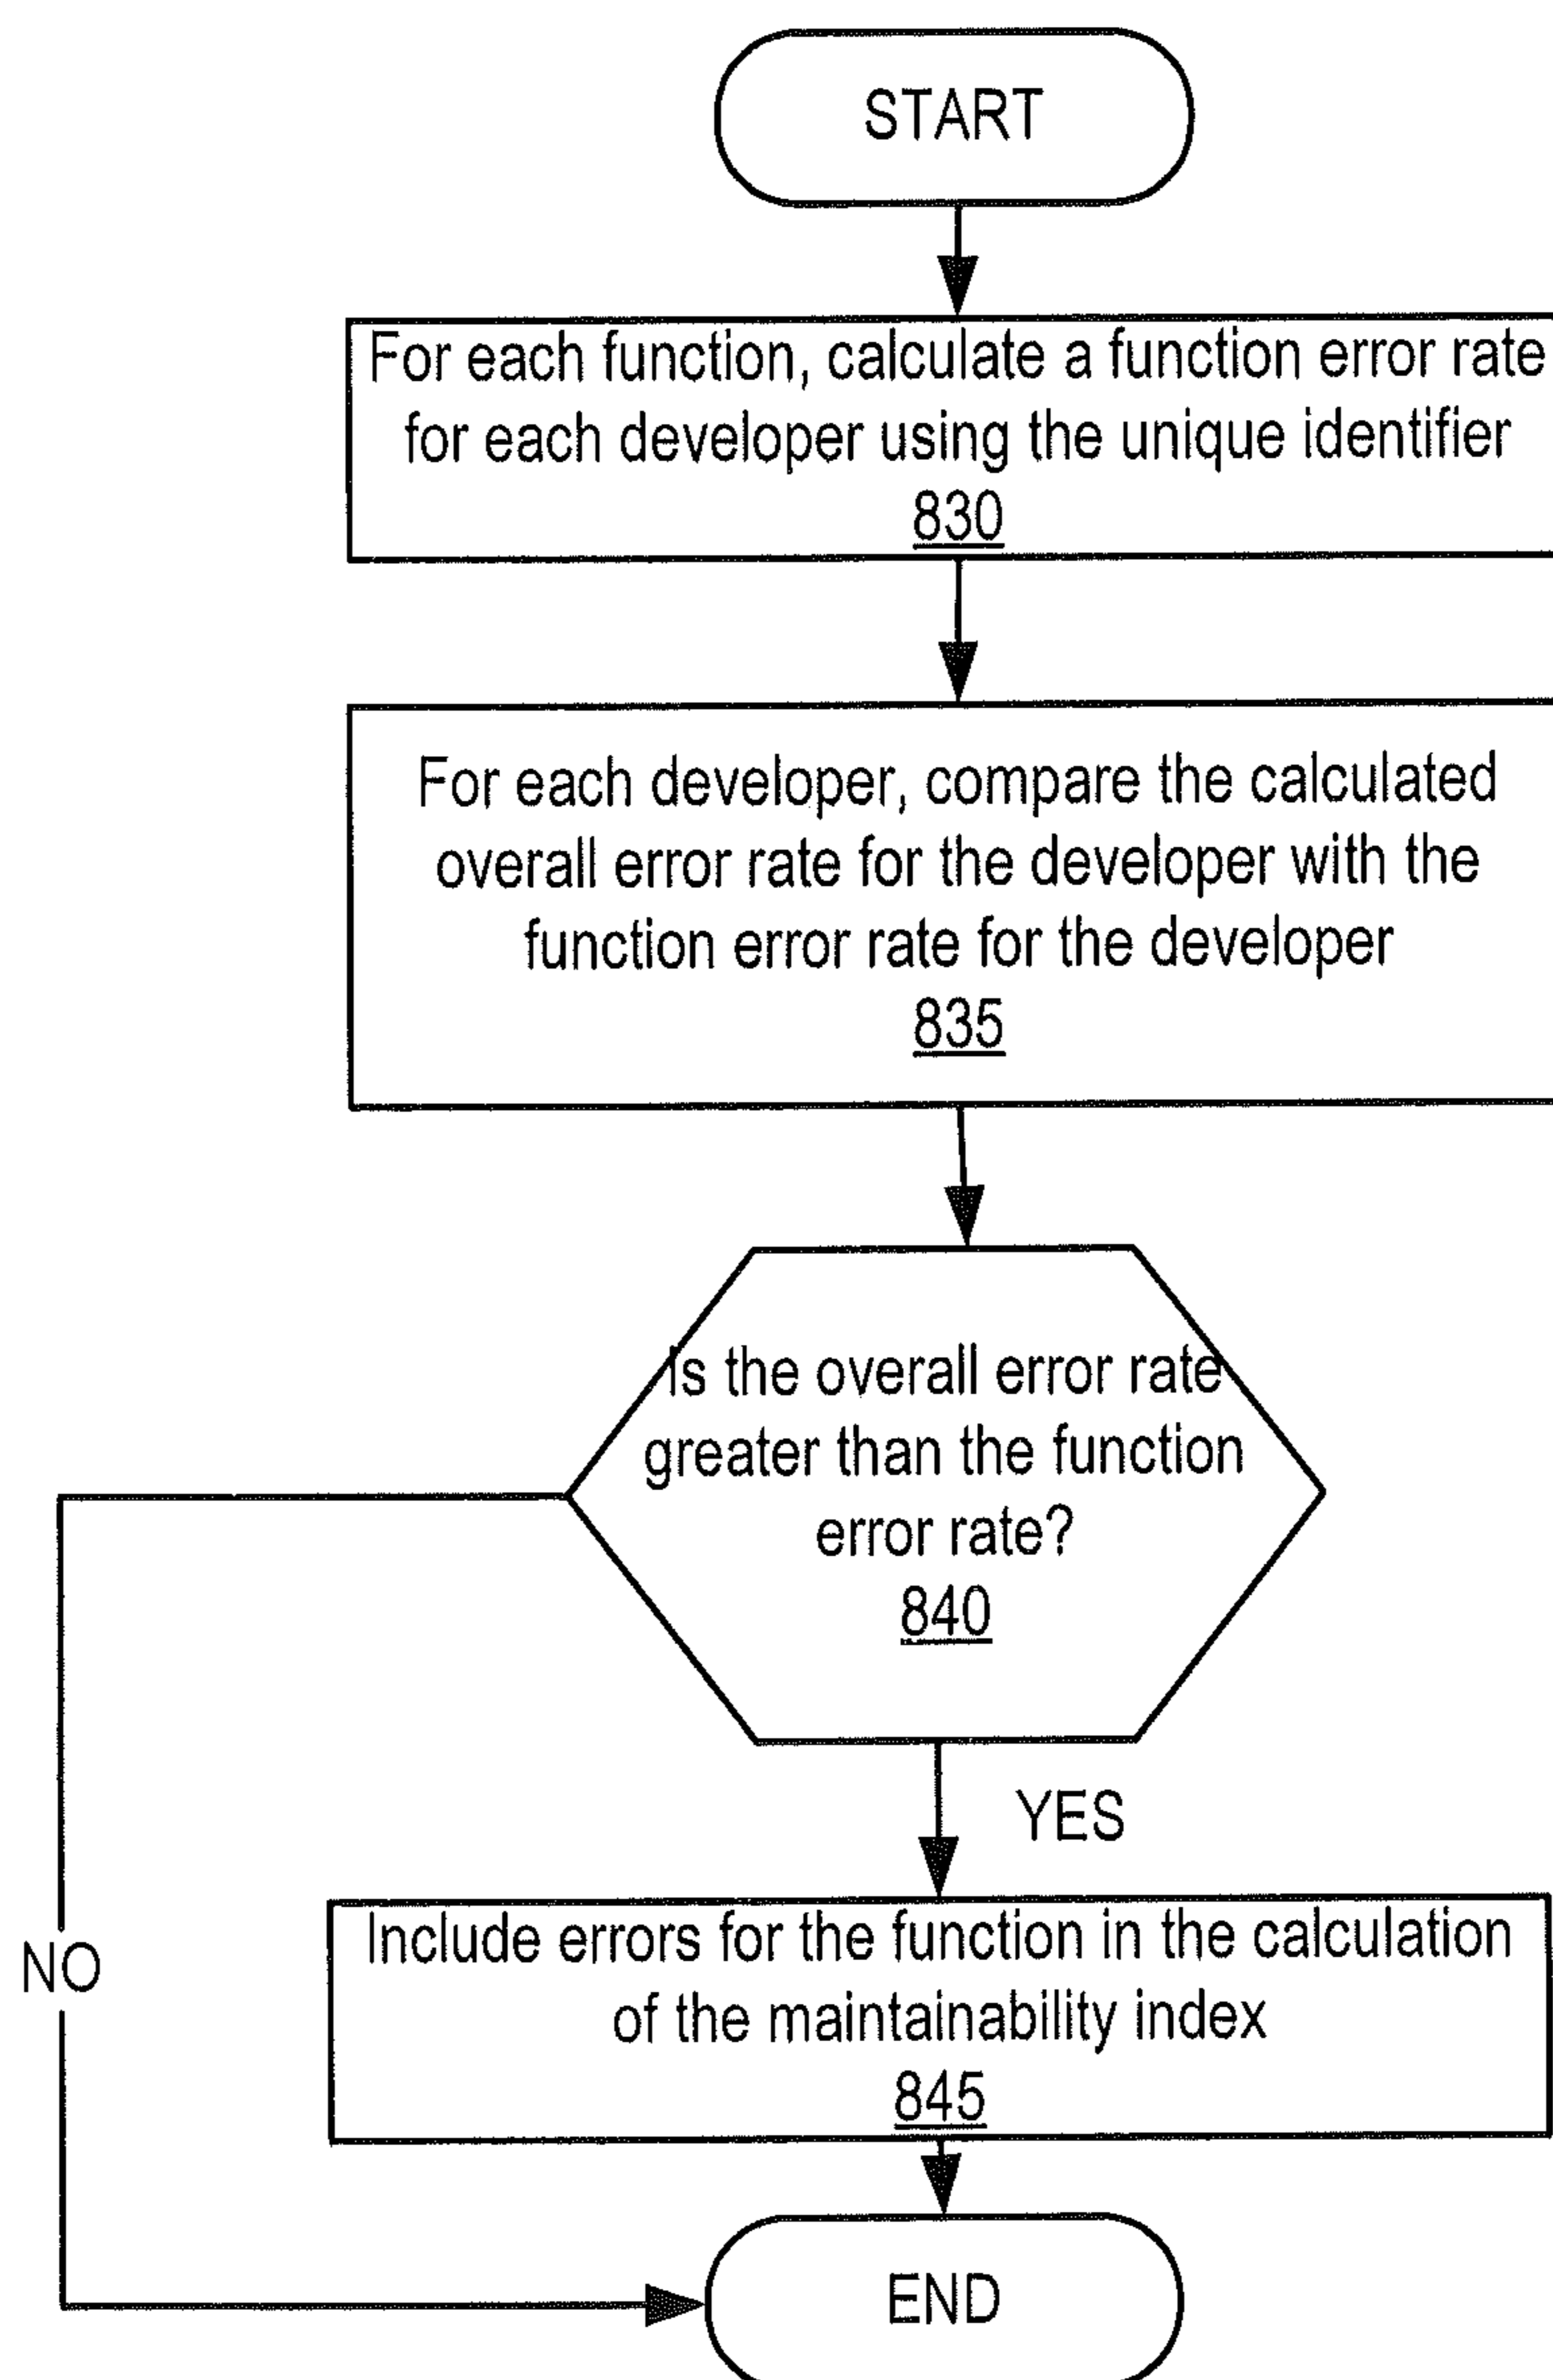 START
For each function, calculate a function error rate
for each developer using the unique identifier
830
For each developer, compare the calculated
overall error rate for the developer with the
function error rate for the developer
835
Is the overall error rate
greater than the function
error rate?
840
YES
NO
Include errors for the function in the calculation
of the maintainability index
845
END